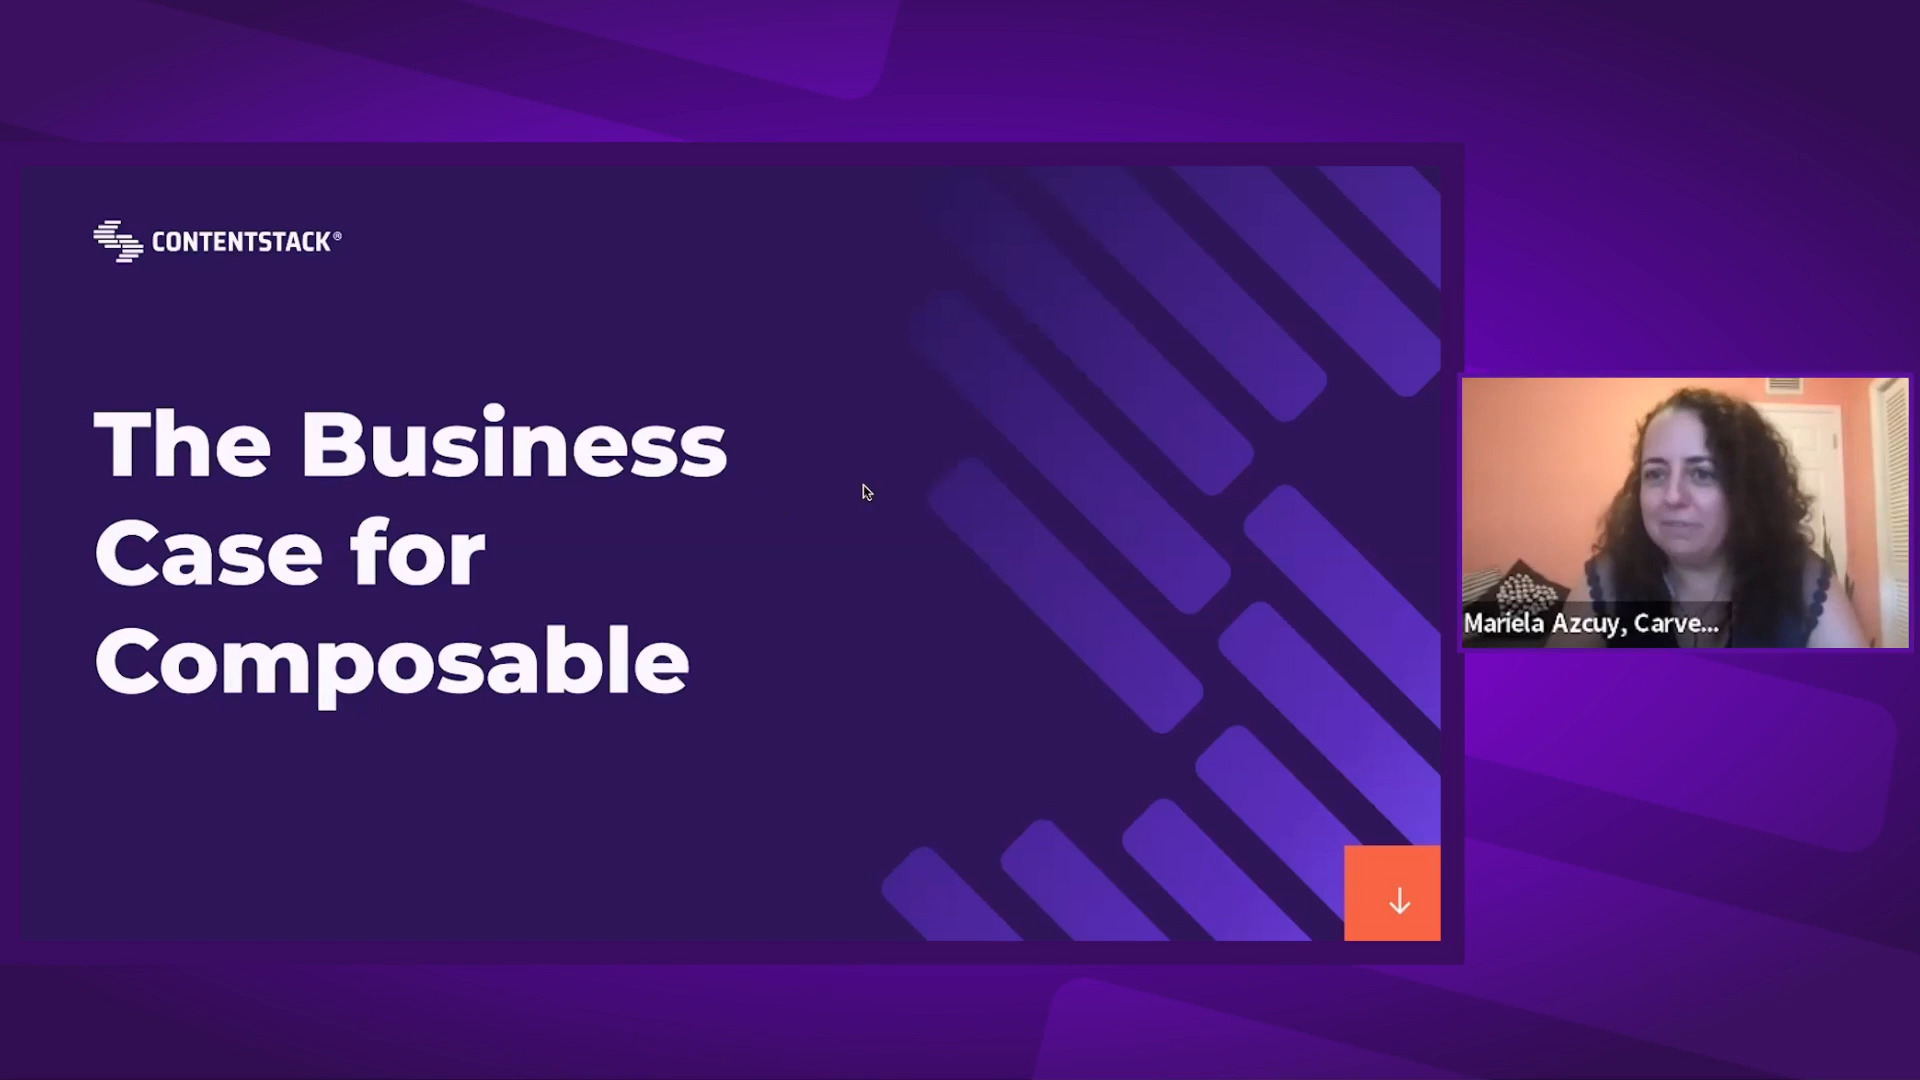 CONTENTSTACK®
The Business
Case for
Composable
Mariela Azcuy, Carve...